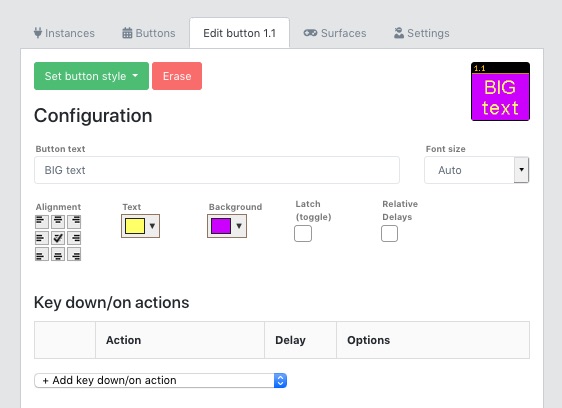 Instances
Buttons
Edit button 1.1
Surfaces
Settings
Set button style
Erase
1.1
BIG
text
Configuration
Button text
Font size
BIG text
Auto
Alignment
Text
Background
Latch
(toggle)
Relative
Delays
Key down/on actions
Action
Delay
Options
+ Add key down/on action